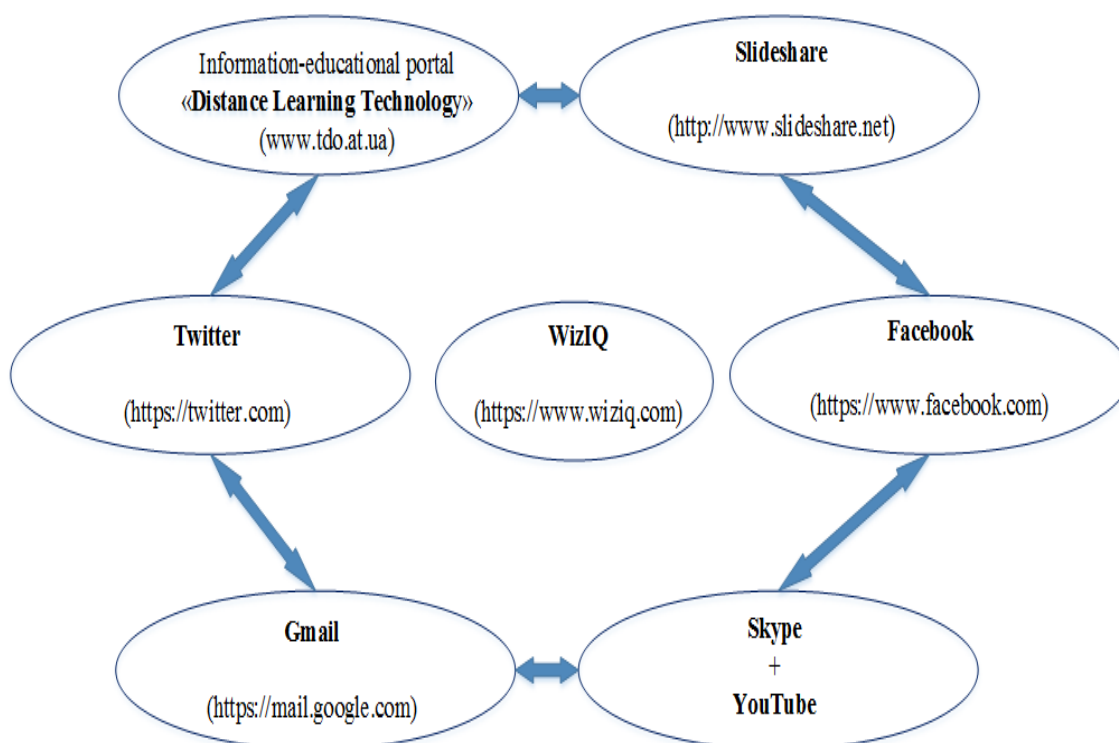 Information-educational portal
«Distance Learning Technology»
(www.tdo.at.ua)
Slideshare
(http://www.slideshare.net)
Twitter
(https://twitter.com)
WizIQ
(https://www.wiziq.com)
Facebook
(https://www.facebook.com)
Gmail
(https://mail.google.com)
Skype
+
YouTube